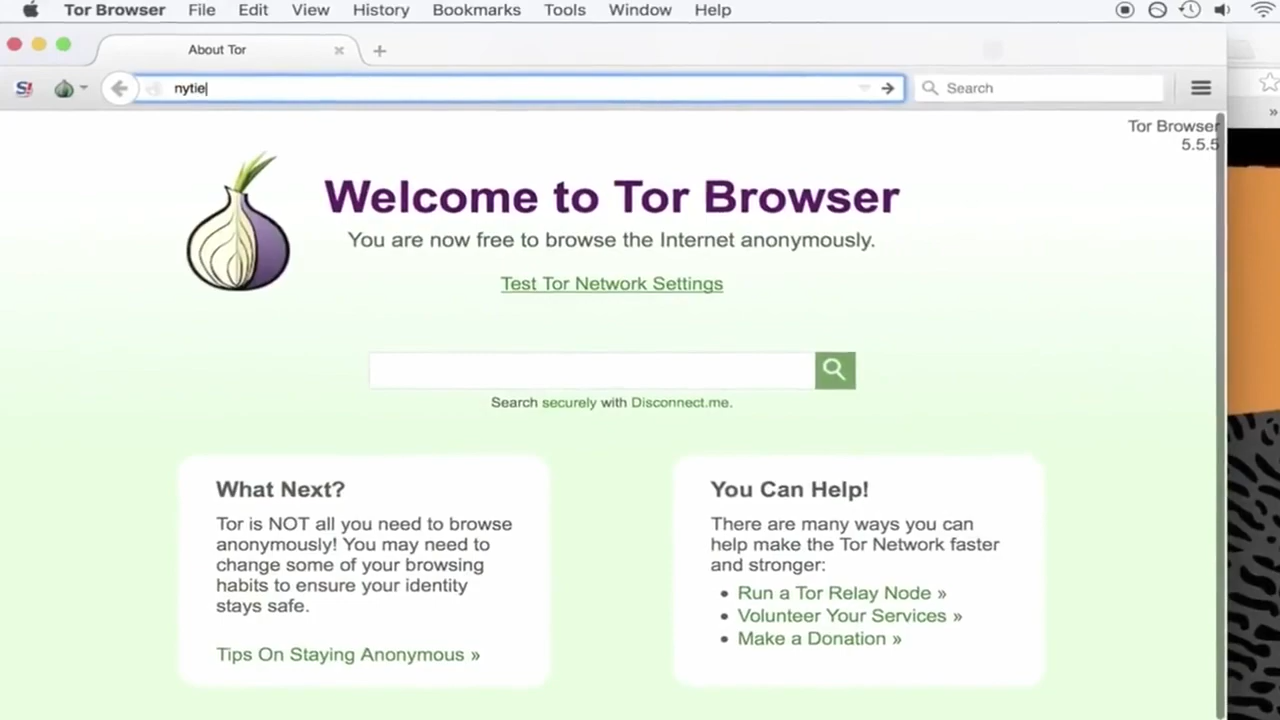 Tor Browser File Edit View History Bookmarks Tools Window Help
About Tor
S! nytie Search
Tor Browser
5.5.5
Welcome to Tor Browser
You are now free to browse the Internet anonymously.
Test Tor Network Settings
Search securely with Disconnect.me.
What Next?
Tor is NOT all you need to browse
anonymously! You may need to
change some of your browsing
habits to ensure your identity
stays safe.
Tips On Staying Anonymous »
You Can Help!
There are many ways you can
help make the Tor Network faster
and stronger:
• Run a Tor Relay Node »
• Volunteer Your Services »
• Make a Donation »